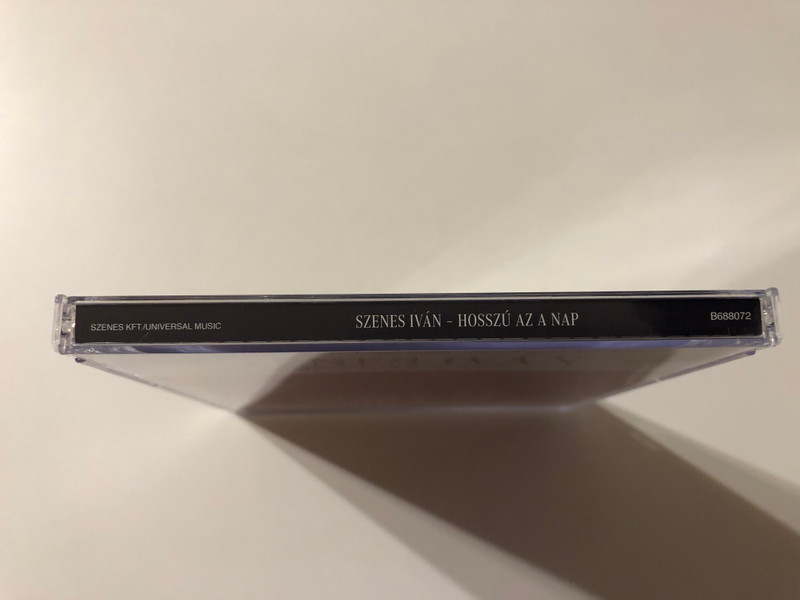 SZENES KFT./UNIVERSAL MUSIC
SZENES IVÁN - HOSSZÚ AZ A NAP
B688072